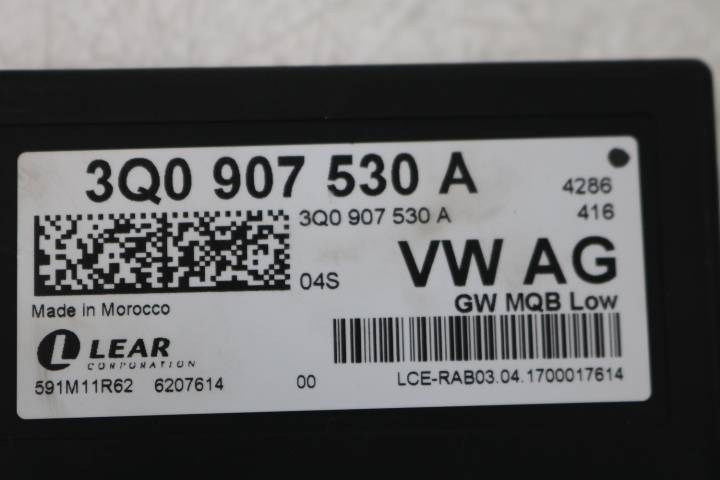 3Q0 907 530 A
4286
3Q0 907 530 A
416
04S
VW AG
Made in Morocco
GW MQB Low
LEAR
CORPORATION
591M11R62 6207614 00 LCE-RAB03.04.1700017614